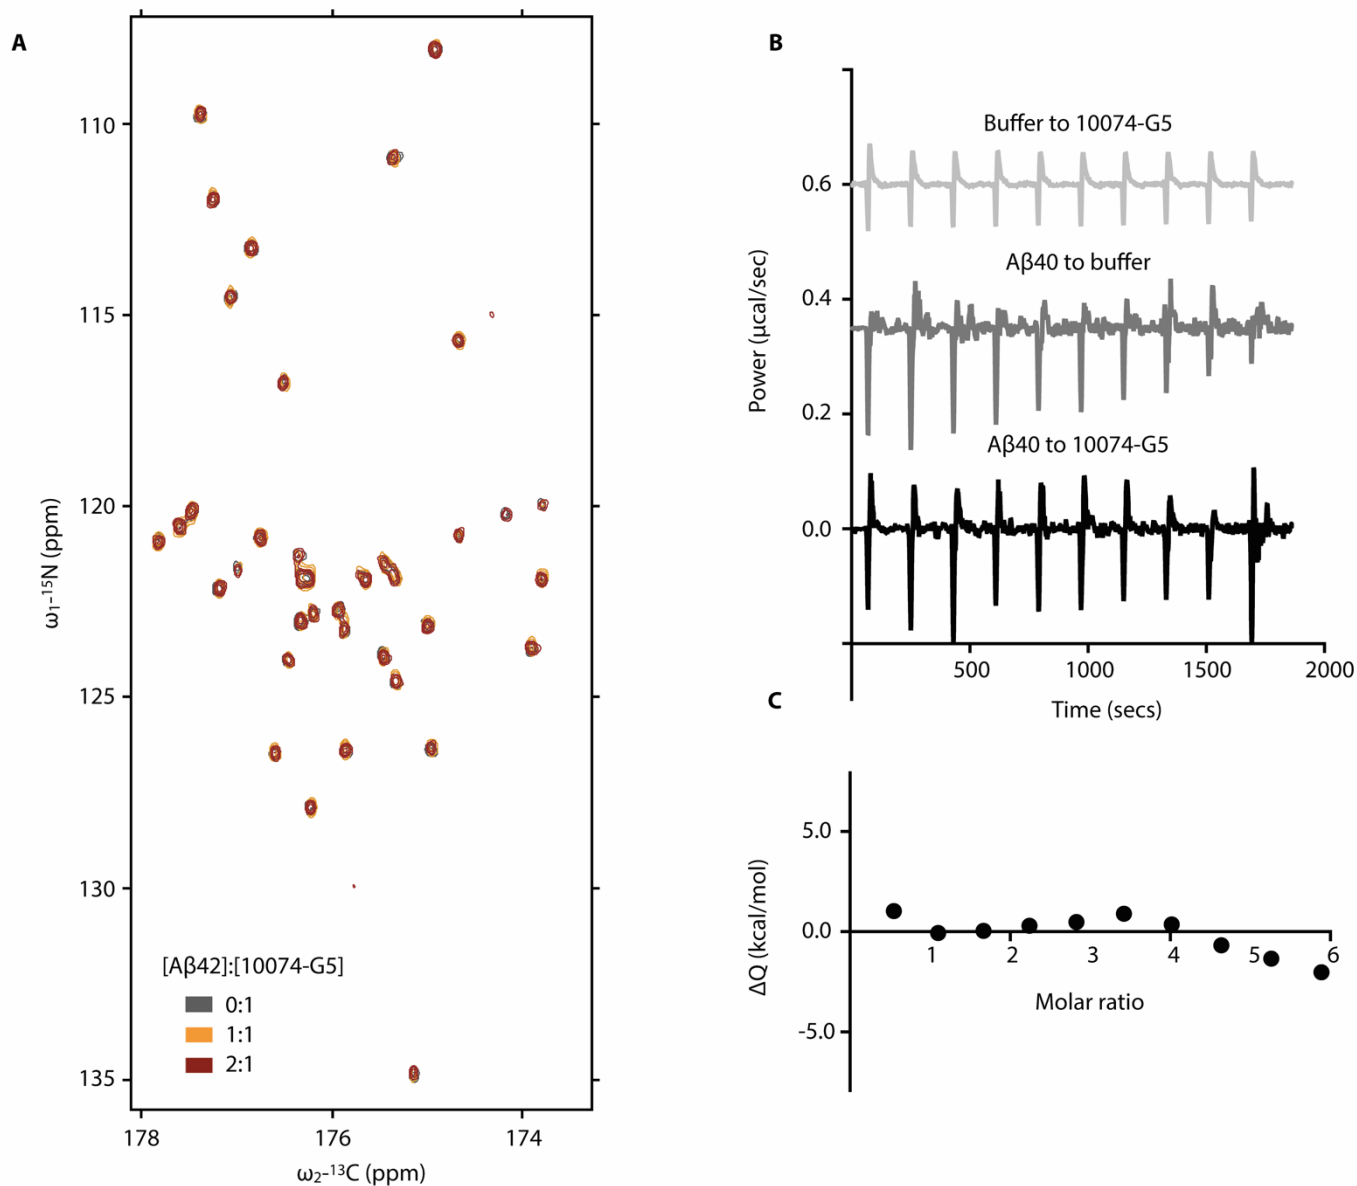 A
110
115
120
125
130
135
ω1-15N (ppm)
[Aβ42]:[10074-G5]
0:1
1:1
2:1
178
176
174
ω2-13C (ppm)
B
Buffer to 10074-G5
0.6
Aβ40 to buffer
0.4
Power (μcal/sec)
0.2
Aβ40 to 10074-G5
0.0
500
1000
1500
2000
Time (secs)
C
5.0
0.0
-5.0
ΔQ (kcal/mol)
1
2
3
4
5
6
Molar ratio